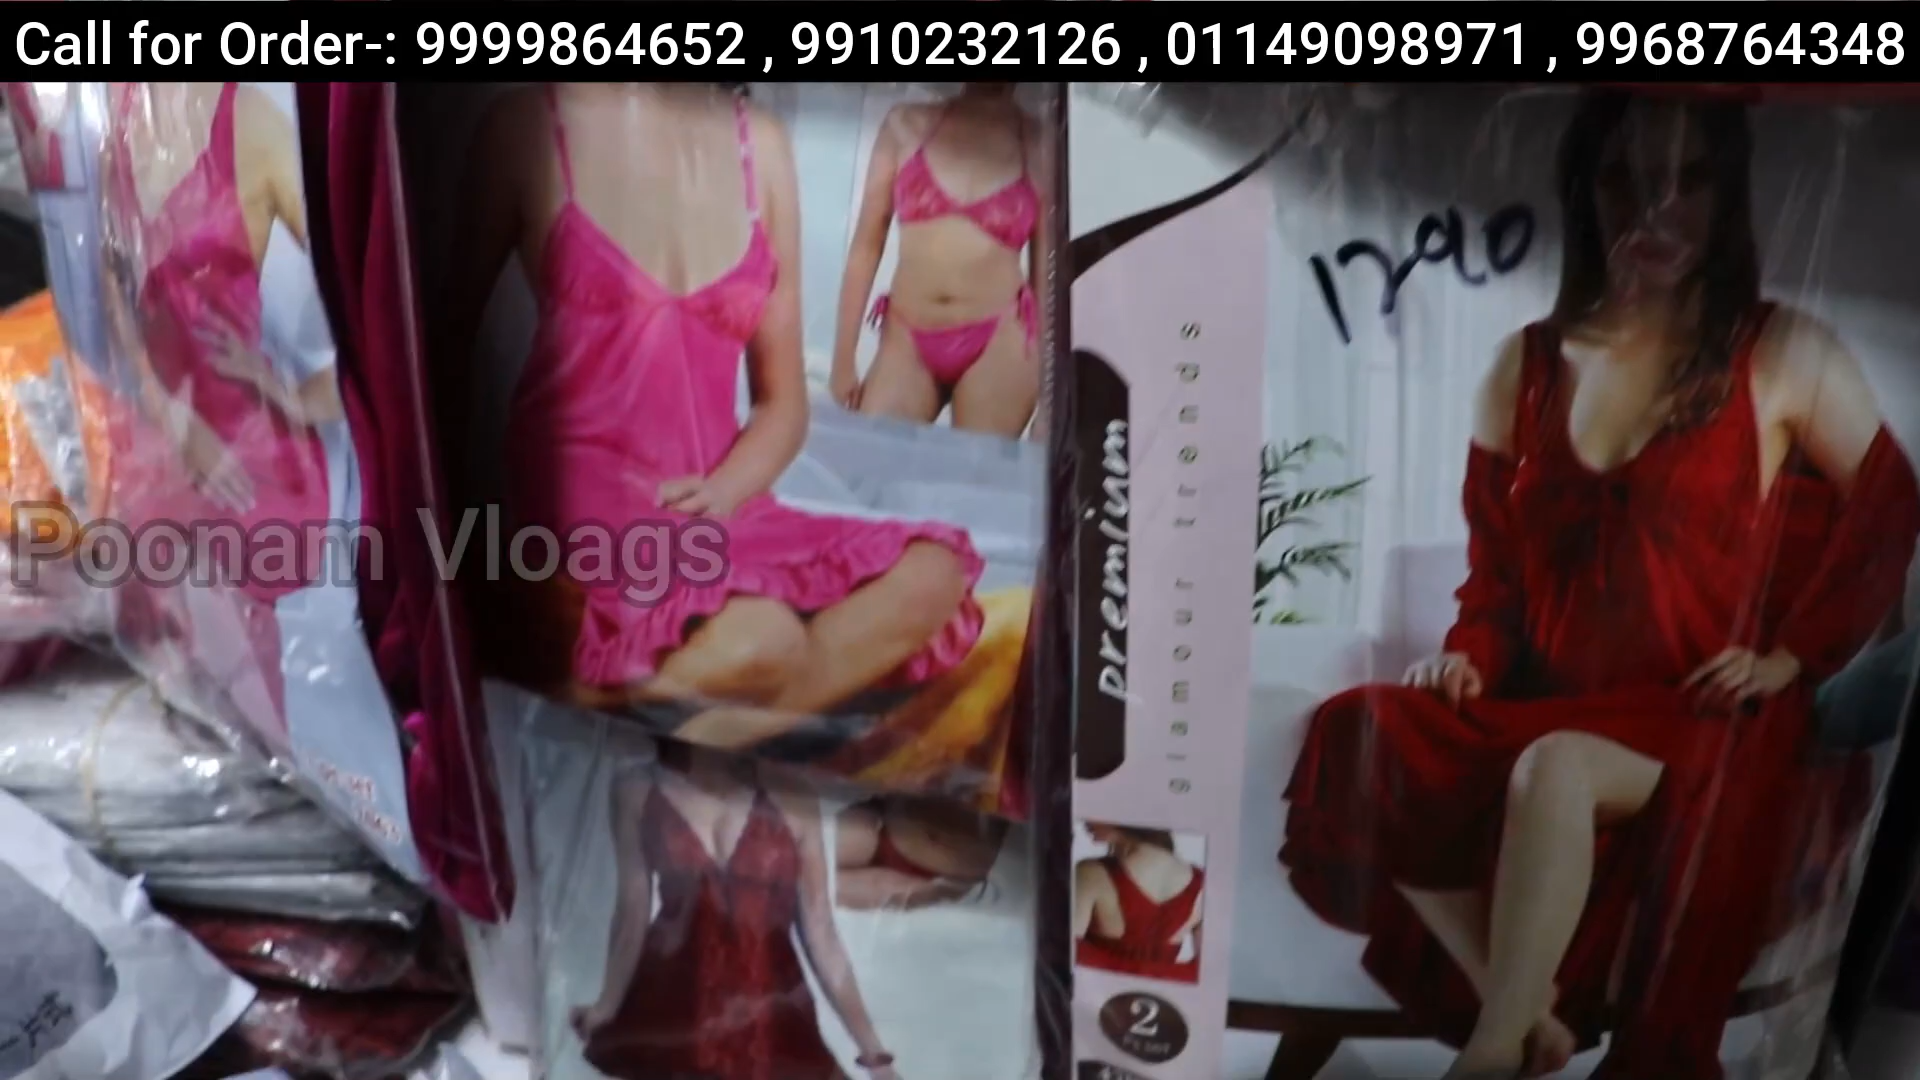 Call for Order-: 9999864652 , 9910232126 , 01149098971 , 9968764348
1290
premium
glamour trends
Poonam Vloags
2